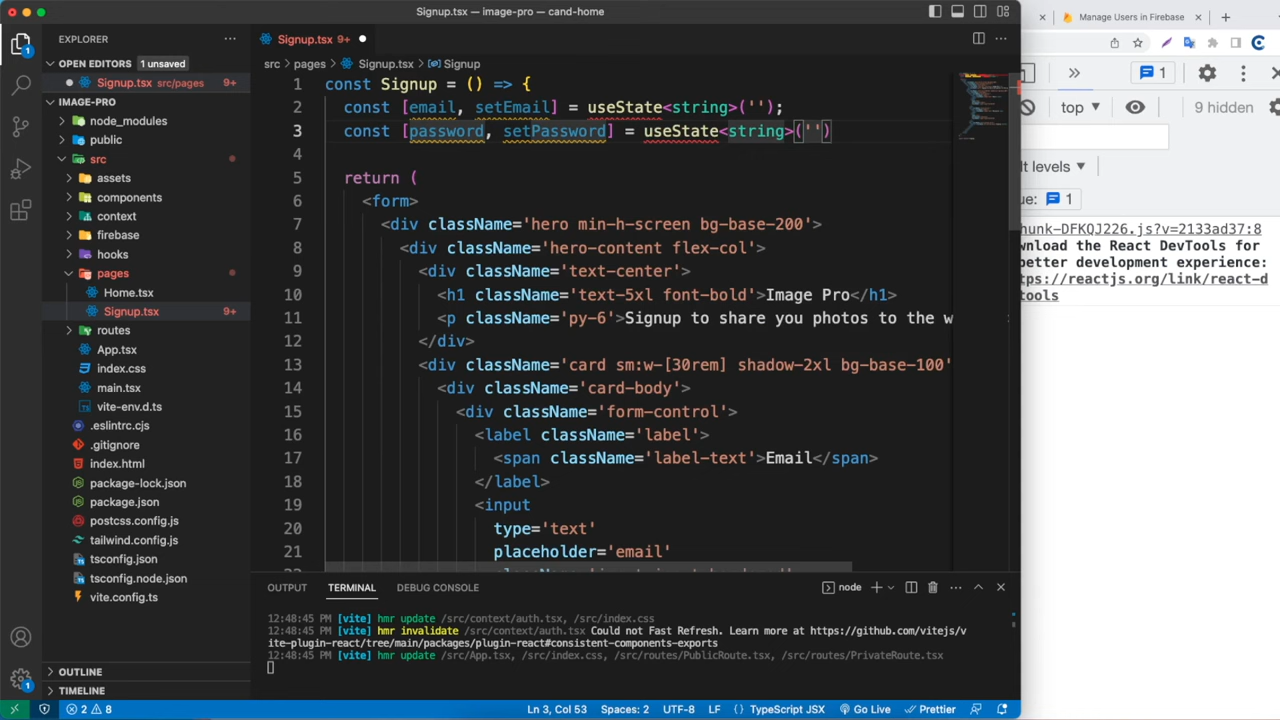 Signup.tsx — image-pro — cand-home
Manage Users in Firebase
EXPLORER
Signup.tsx 9+
OPEN EDITORS 1 unsaved
src > pages > Signup.tsx > Signup
Signup.tsx src/pages 9+
IMAGE-PRO
node_modules
public
src
assets
components
context
firebase
hooks
pages
Home.tsx
Signup.tsx 9+
routes
App.tsx
index.css
main.tsx
vite-env.d.ts
.eslintrc.cjs
.gitignore
index.html
package-lock.json
package.json
postcss.config.js
tailwind.config.js
tsconfig.json
tsconfig.node.json
vite.config.ts
OUTLINE
TIMELINE
1 const Signup = () => {
2 const [email, setEmail] = useState<string>('');
3 const [password, setPassword] = useState<string>('')
4
5 return (
6 <form>
7 <div className='hero min-h-screen bg-base-200'>
8 <div className='hero-content flex-col'>
9 <div className='text-center'>
10 <h1 className='text-5xl font-bold'>Image Pro</h1>
11 <p className='py-6'>Signup to share you photos to the w
12 </div>
13 <div className='card sm:w-[30rem] shadow-2xl bg-base-100'
14 <div className='card-body'>
15 <div className='form-control'>
16 <label className='label'>
17 <span className='label-text'>Email</span>
18 </label>
19 <input
20 type='text'
21 placeholder='email'
OUTPUT TERMINAL DEBUG CONSOLE node
12:48:45 PM [vite] hmr update /src/context/auth.tsx, /src/index.css
12:48:45 PM [vite] hmr invalidate /src/context/auth.tsx Could not Fast Refresh. Learn more at https://github.com/vitejs/v
ite-plugin-react/tree/main/packages/plugin-react#consistent-components-exports
12:48:45 PM [vite] hmr update /src/App.tsx, /src/index.css, /src/routes/PublicRoute.tsx, /src/routes/PrivateRoute.tsx
1
top 9 hidden
lt levels
ue: 1
hunk-DFKQJ226.js?v=2133ad37:8
wnload the React DevTools for
better development experience:
tps://reactjs.org/link/react-d
tools
2 8 Ln 3, Col 53 Spaces: 2 UTF-8 LF {} TypeScript JSX Go Live Prettier